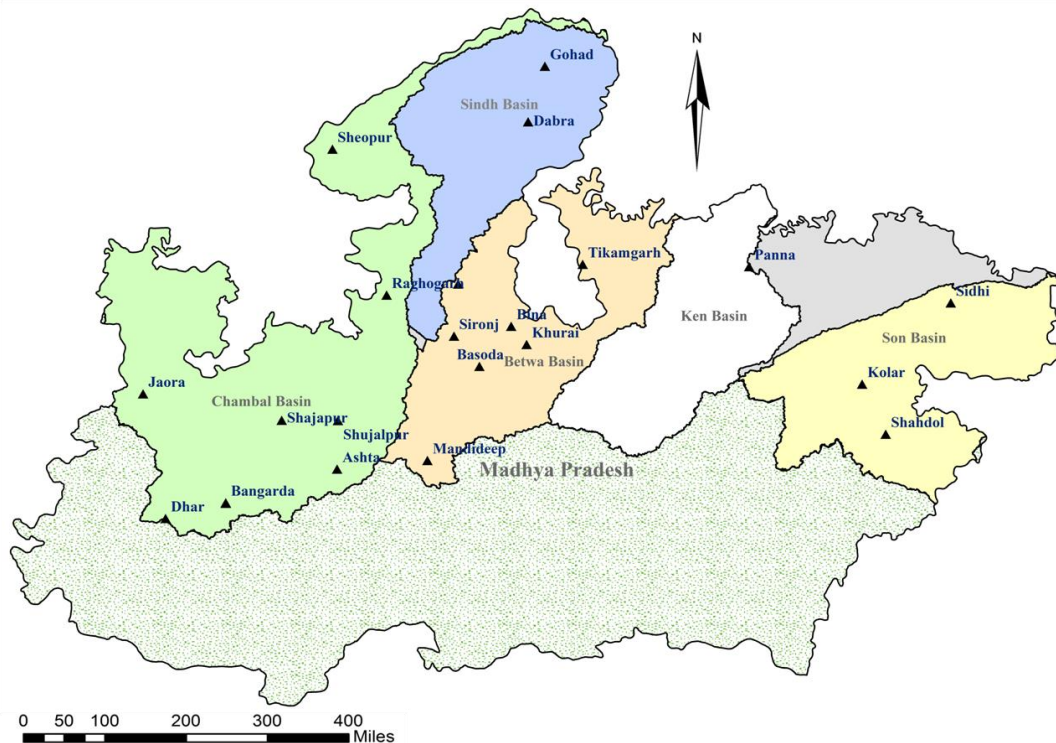 N
Gohad
Sindh Basin
Dabra
Sheopur
Tikamgarh
Panna
Raghogarh
Sidhi
Bina
Ken Basin
Sironj
Khurai
Son Basin
Basoda
Betwa Basin
Kolar
Jaora
Chambal Basin
Shajapur
Shujalpur
Shahdol
Mandideep
Ashta
Madhya Pradesh
Bangarda
Dhar
0 50 100 200 300 400
Miles